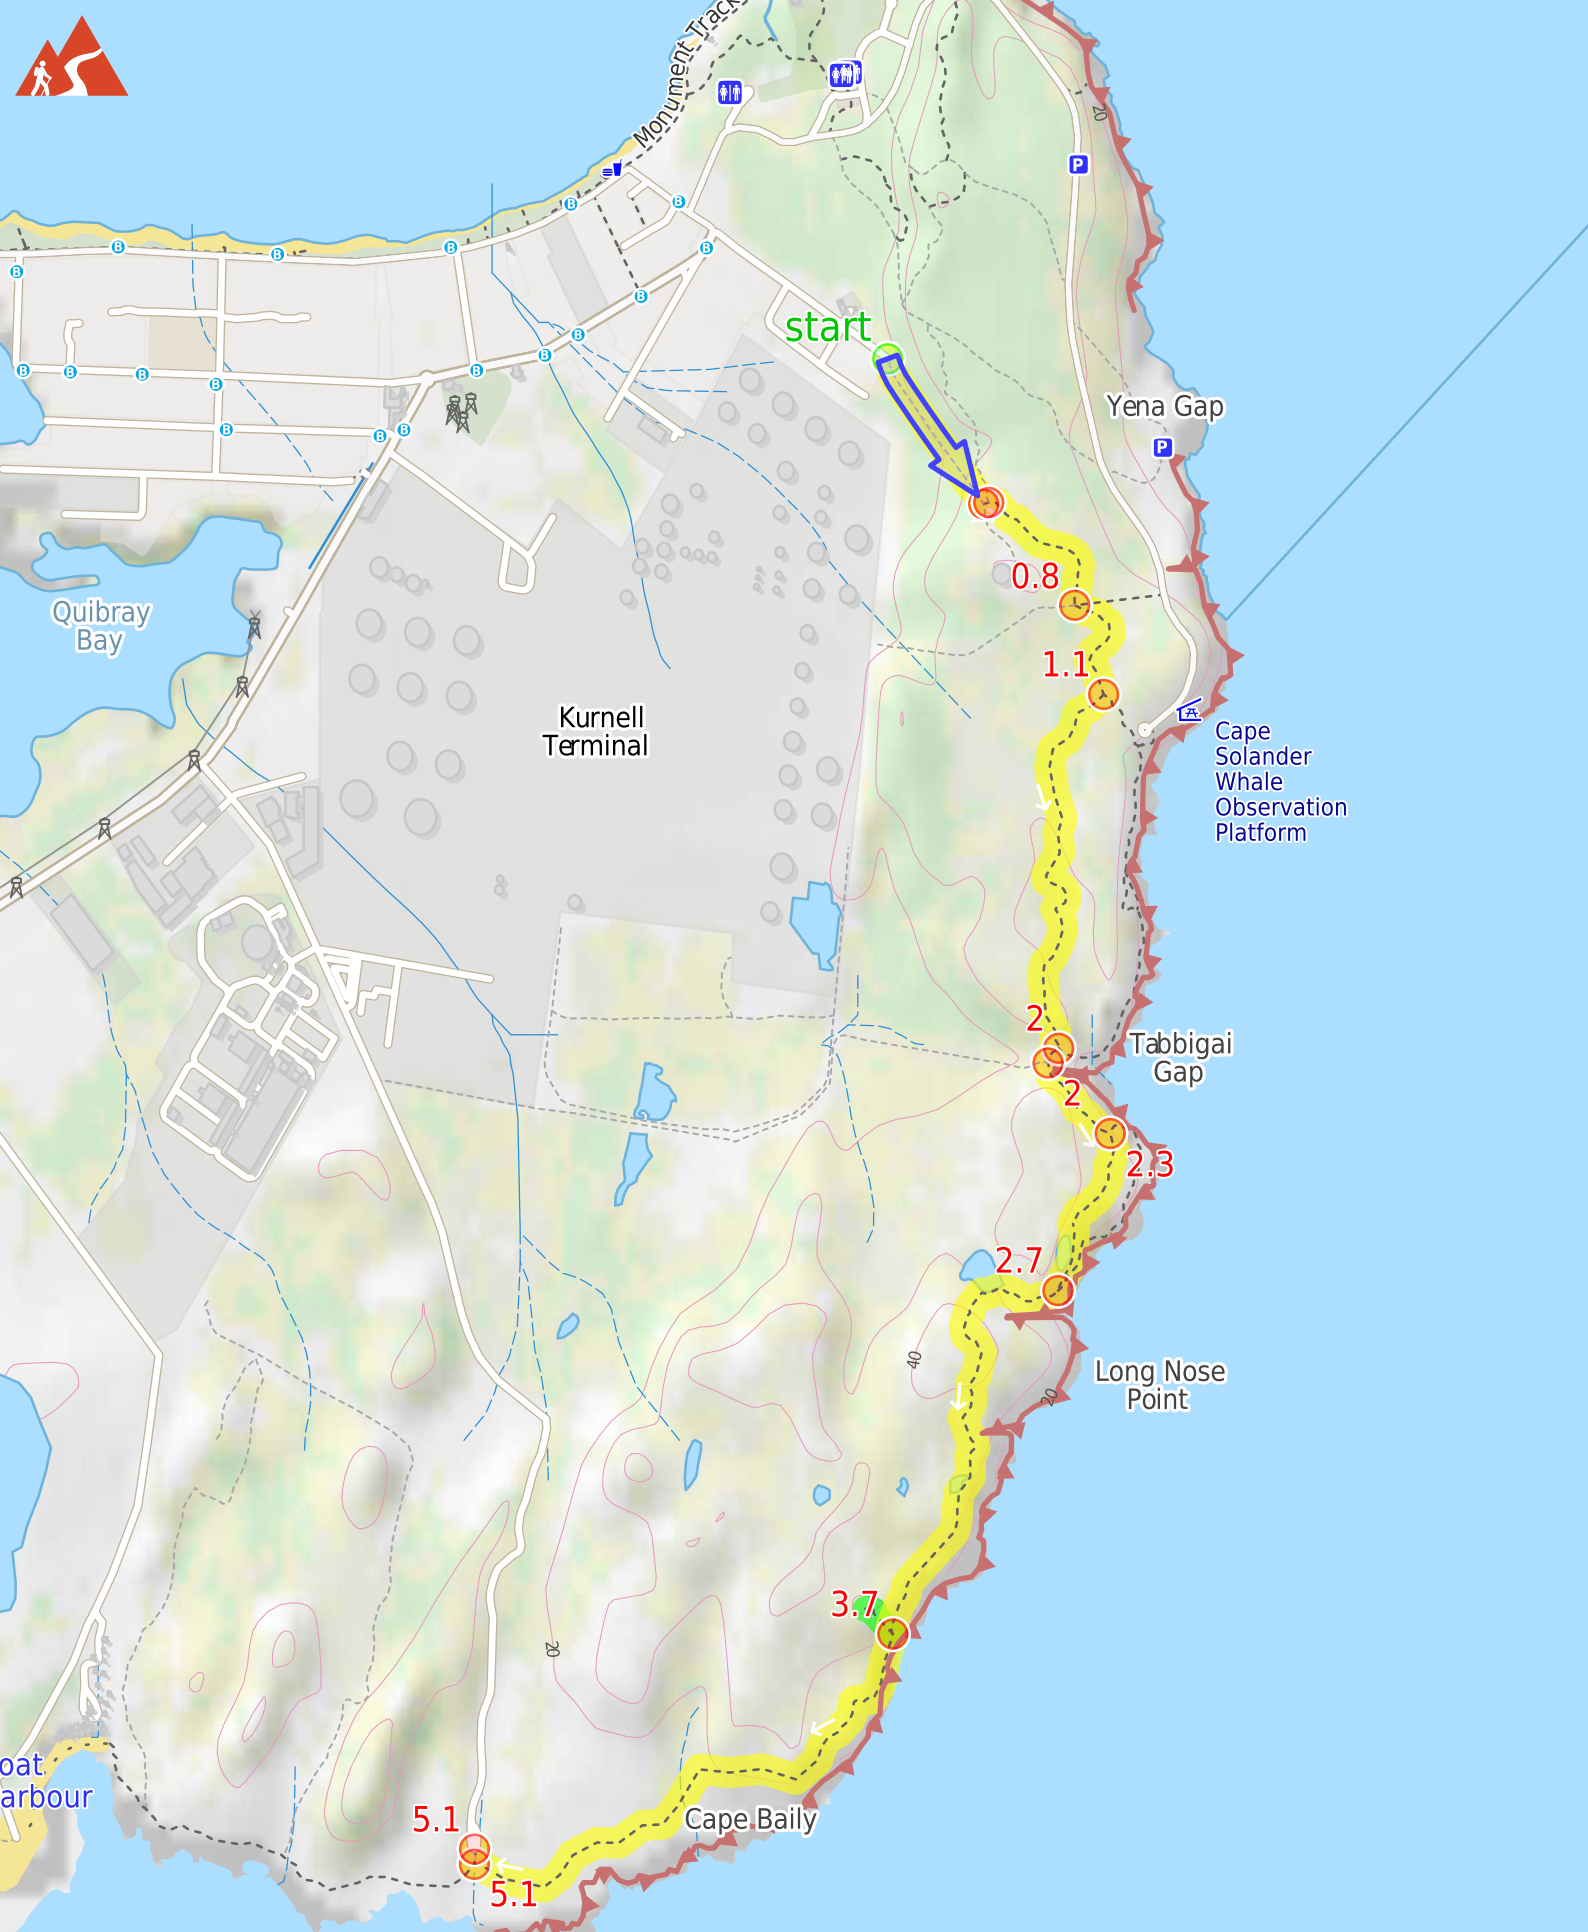 Monument Track
20
P
B
B
B
B
B
B
B
B
B
start
B
B
B
B
B
B
B
Yena Gap
B
B
B
P
0.8
Quibray
Bay
1.1
Kurnell
Terminal
Cape
Solander
Whale
Observation
Platform
2
Tabbigai
Gap
2
2.3
2.7
40
Long Nose
Point
20
3.7
20
oat
arbour
5.1
Cape Baily
5.1